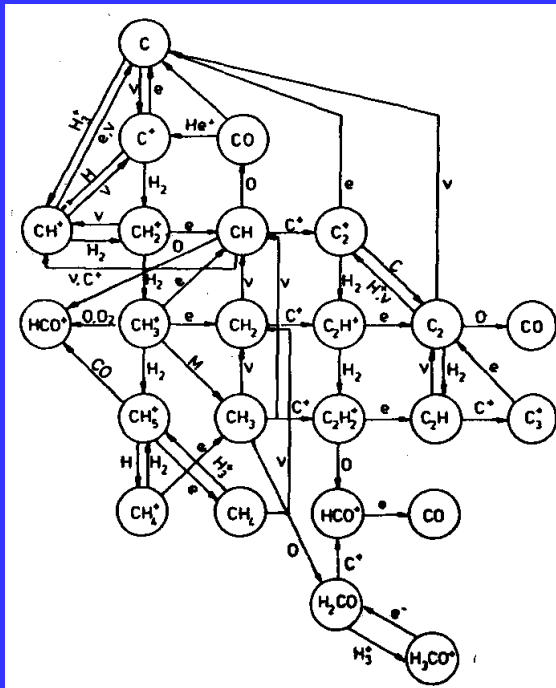 C
H₃⁺ e,ν ν e
C⁺ He⁺ CO
H ν H₂ O
CH⁺ ν H₂ CH₂⁺ e CH C⁺ C₂⁺ e ν
O
ν,C⁺ H₂ e ν ν H₂ C
HCO⁺ O,O₂ CH₃⁺ e CH₂ C⁺ C₂H⁺ e C₂ O CO
CO H₂ M ν H₂ ν H₂ e
CH₅⁺ CH₃ C⁺ C₂H₂⁺ e C₂H C⁺ C₃⁺
H H₂ e e H₃⁺ ν O
CH₄⁺ CH₄ HCO⁺ e CO
O C⁺
H₂CO e⁻
H₃⁺ H₃CO⁺